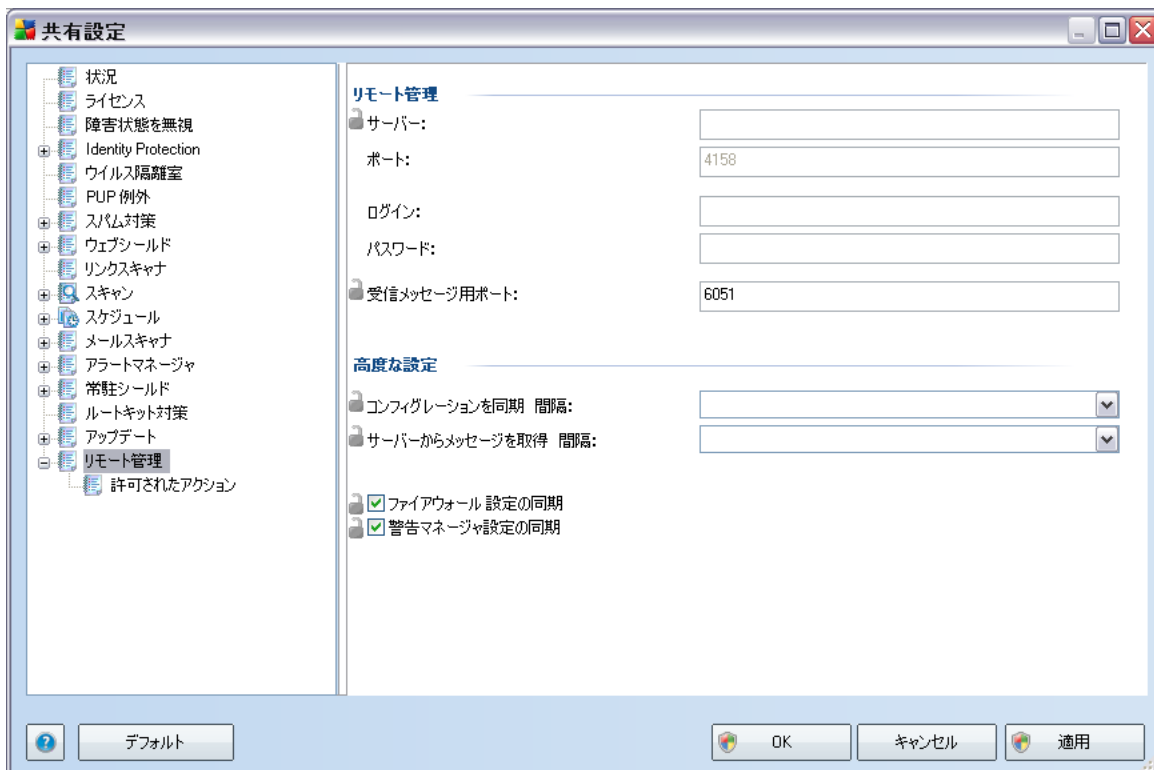 共有設定
状況
ライセンス
障害状態を無視
Identity Protection
ウイルス隔離室
PUP 例外
スパム対策
ウェブシールド
リンクスキャナ
スキャン
スケジュール
メールスキャナ
アラートマネージャ
常駐シールド
ルートキット対策
アップデート
リモート管理
許可されたアクション
リモート管理
サーバー:
ポート: 4158
ログイン:
パスワード:
受信メッセージ用ポート: 6051
高度な設定
コンフィグレーションを同期 間隔:
サーバーからメッセージを取得 間隔:
ファイアウォール 設定の同期
警告マネージャ設定の同期
デフォルト OK キャンセル 適用